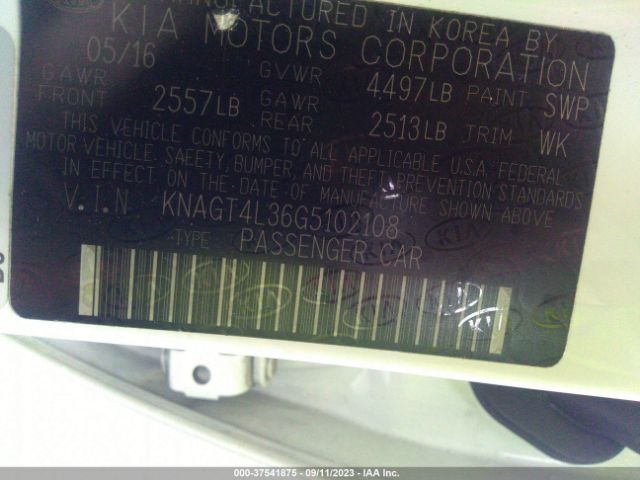 MANUFACTURED IN KOREA BY
KIA MOTORS CORPORATION
05/16 GVWR 4497LB PAINT SWP
GAWR FRONT 2557LB GAWR REAR 2513LB TRIM WK
THIS VEHICLE CONFORMS TO ALL APPLICABLE U.S.A. FEDERAL
MOTOR VEHICLE SAFETY, BUMPER, AND THEFT PREVENTION STANDARDS
IN EFFECT ON THE DATE OF MANUFACTURE SHOWN ABOVE.
V.I.N KNAGT4L36G5102108
-TYPE- PASSENGER CAR
000-37541875 - 09/11/2023 - IAA Inc.